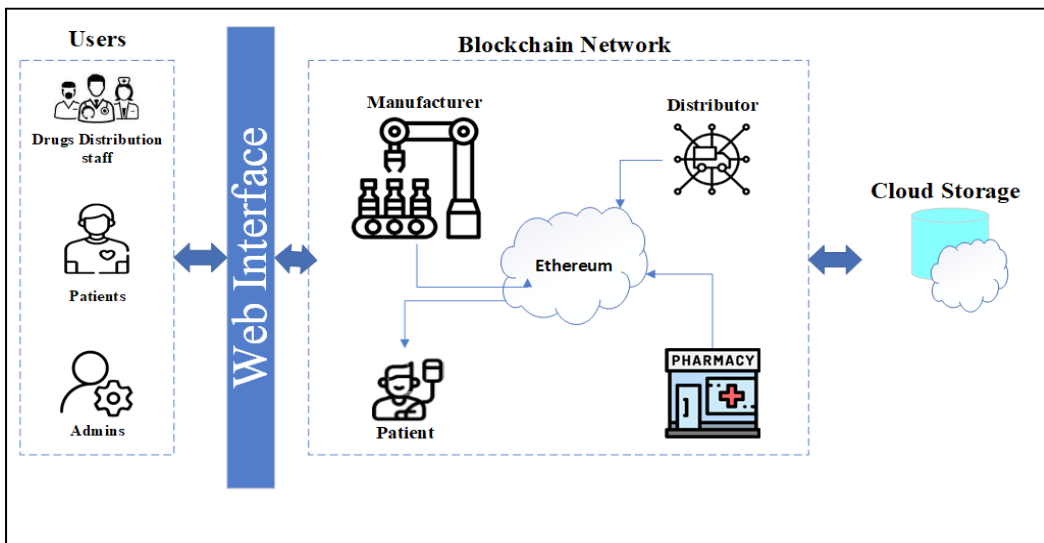 Users
Drugs Distribution
staff
Patients
Admins
Web Interface
Blockchain Network
Manufacturer
Distributor
Ethereum
Patient
PHARMACY
Cloud Storage